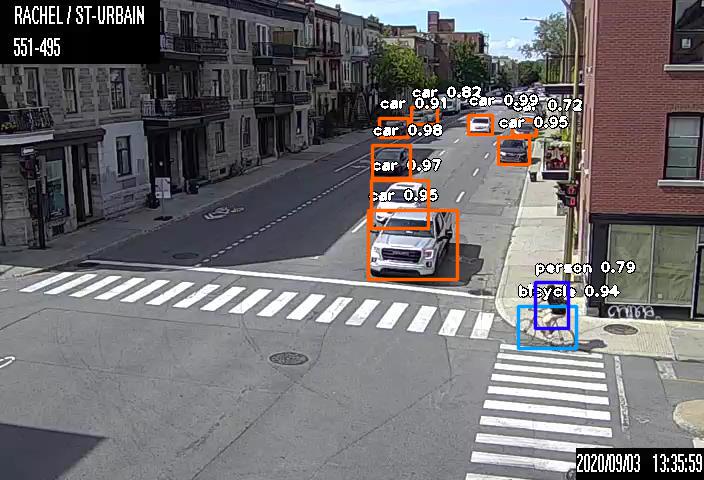 RACHEL / ST-URBAIN
551-495
car 0.82
car 0.91
car 0.99
car 0.72
car 0.98
car 0.95
car 0.97
car 0.95
person 0.79
bicycle 0.94
2020/09/03 13:35:59